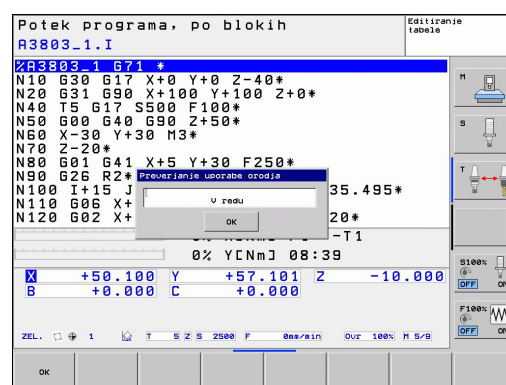 Potek programa, po blokih
A3803_1.I
Editiranje
tabele
%A3803_1 G71 *
N10 G30 G17 X+0 Y+0 Z-40*
N20 G31 G90 X+100 Y+100 Z+0*
N40 T5 G17 S500 F100*
N50 G00 G40 G90 Z+50*
N60 X-30 Y+30 M3*
N70 Z-20*
N80 G01 G41 X+5 Y+30 F250*
N90 G26 R2*
N100 I+15 J 35.495*
N110 G06 X+
N120 G02 X+ 20*
Preverjanje uporabe orodja
V redu
OK
-T1
0% Y[Nm] 08:39
X +50.100 Y +57.101 Z -10.000
B +0.000 C +0.000
ZEL. 1 T 5 Z S 2500 F 0mm/min Ovr 100% M 5/9
M
S
T
S100%
OFF ON
F100%
OFF ON
OK